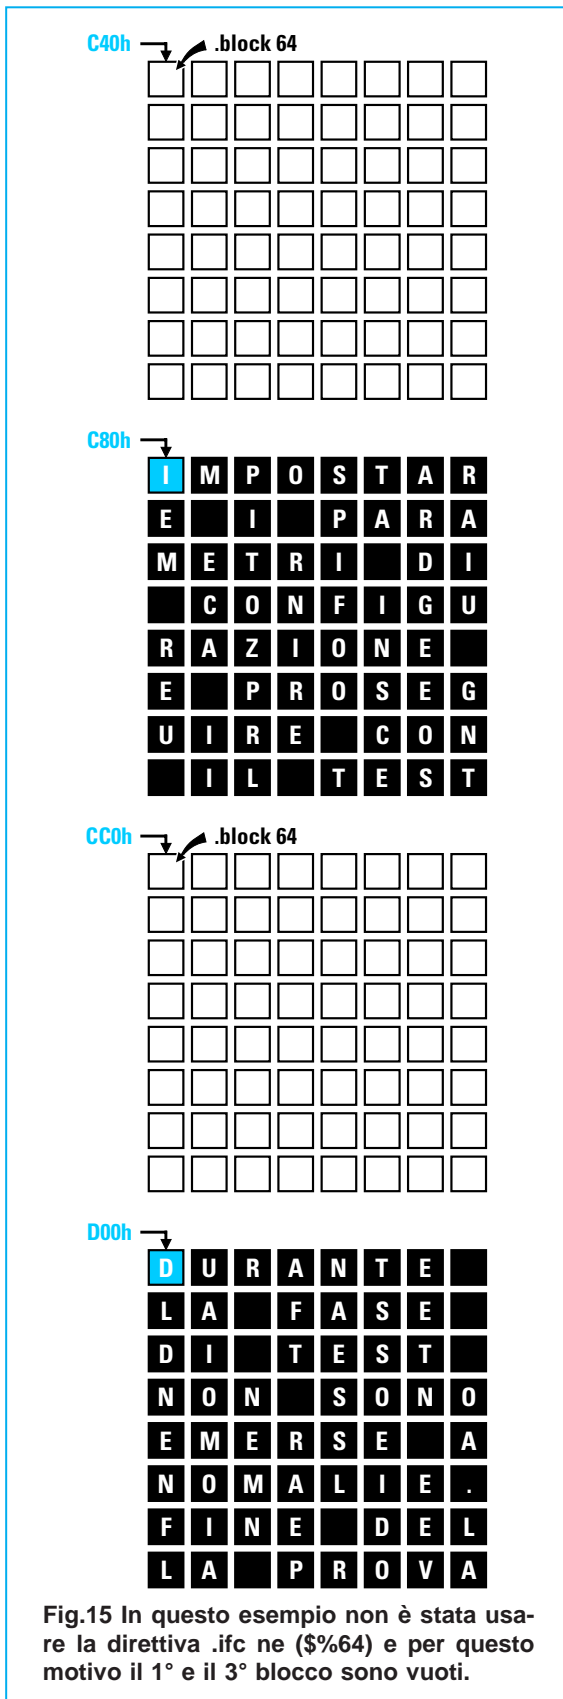 C40h .block 64
C80h
IMPOSTAR
E I PARA
METRI DI
 CONFIGU
RAZIONE 
E PROSEG
UIRE CON
 IL TEST
CC0h .block 64
D00h
DURANTE 
LA FASE 
DI TEST 
NON SONO
EMERSE A
NOMALIE.
FINE DEL
LA PROVA
Fig.15 In questo esempio non è stata usa-
re la direttiva .ifc ne ($%64) e per questo
motivo il 1° e il 3° blocco sono vuoti.